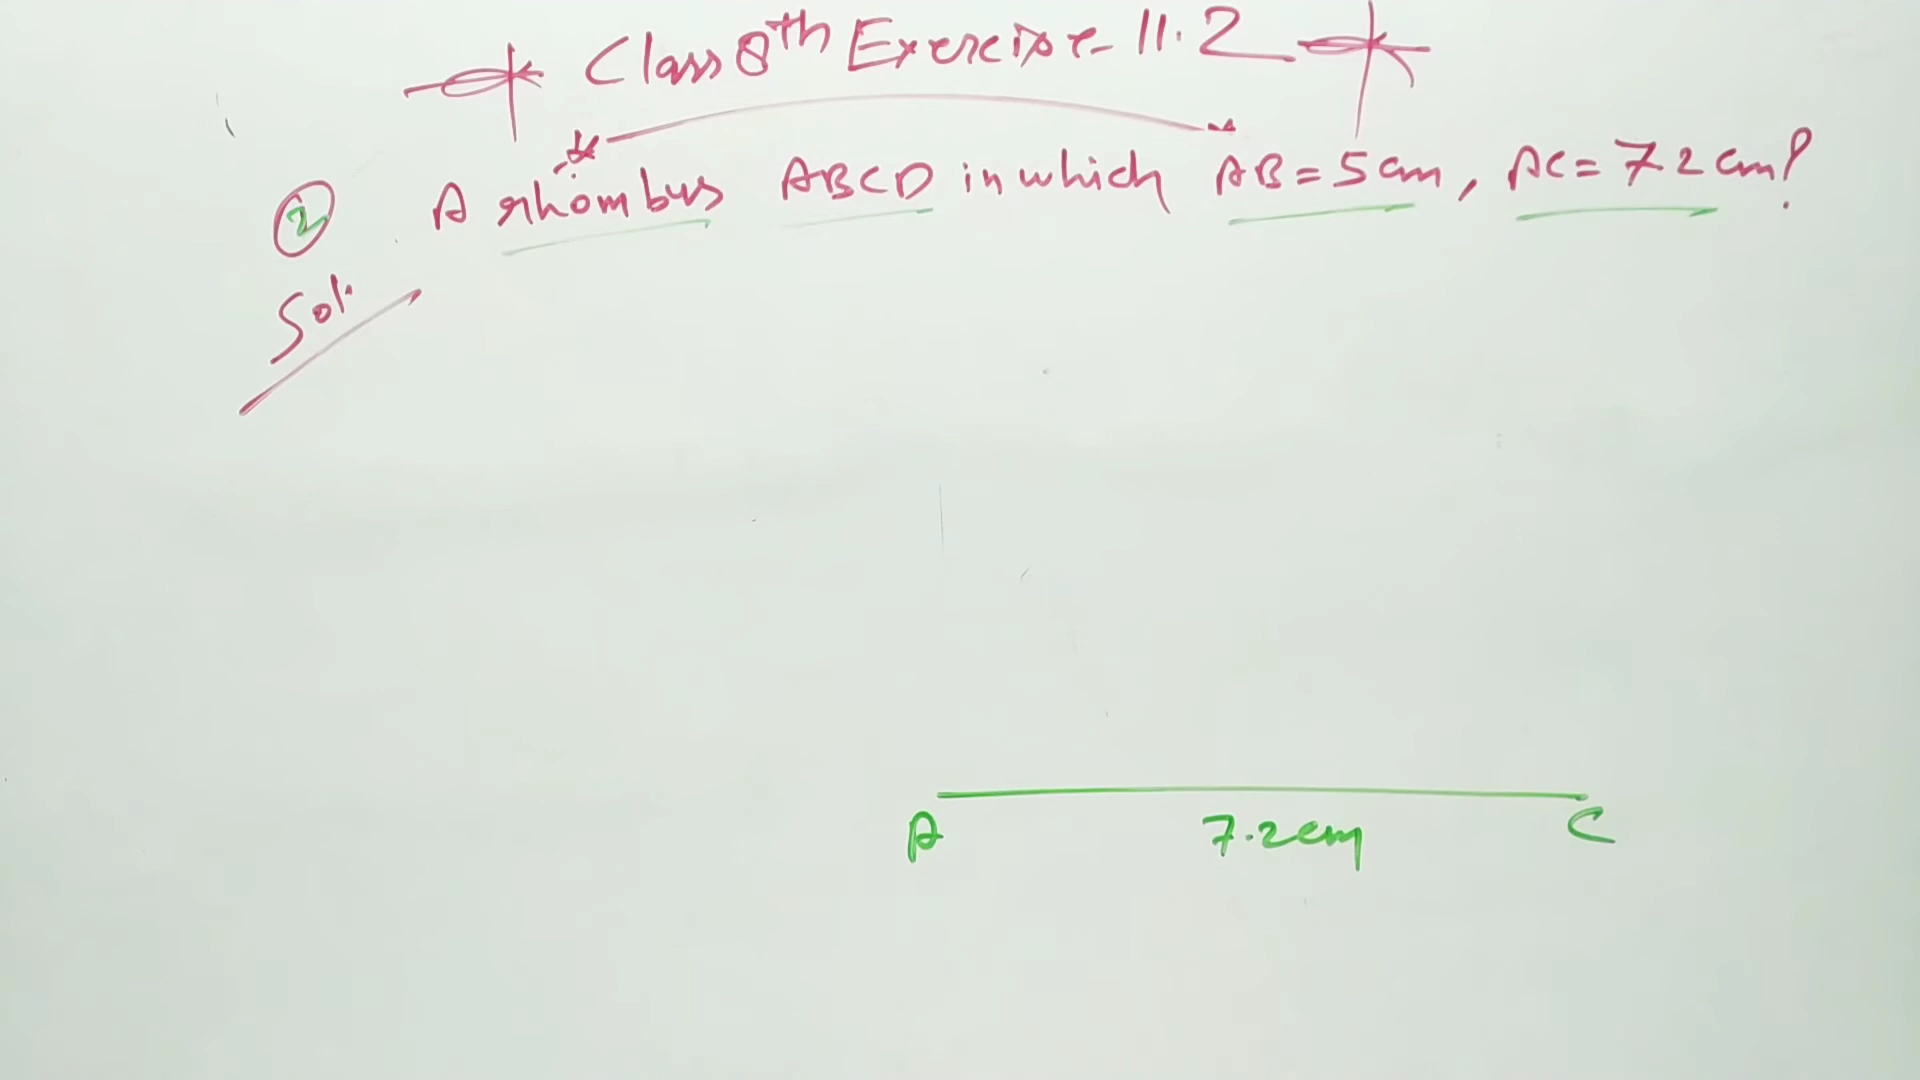 Class 8th Exercise 11.2
② A rhombus ABCD in which AB = 5 cm, AC = 7.2 cm?
Sol.
A 7.2cm C